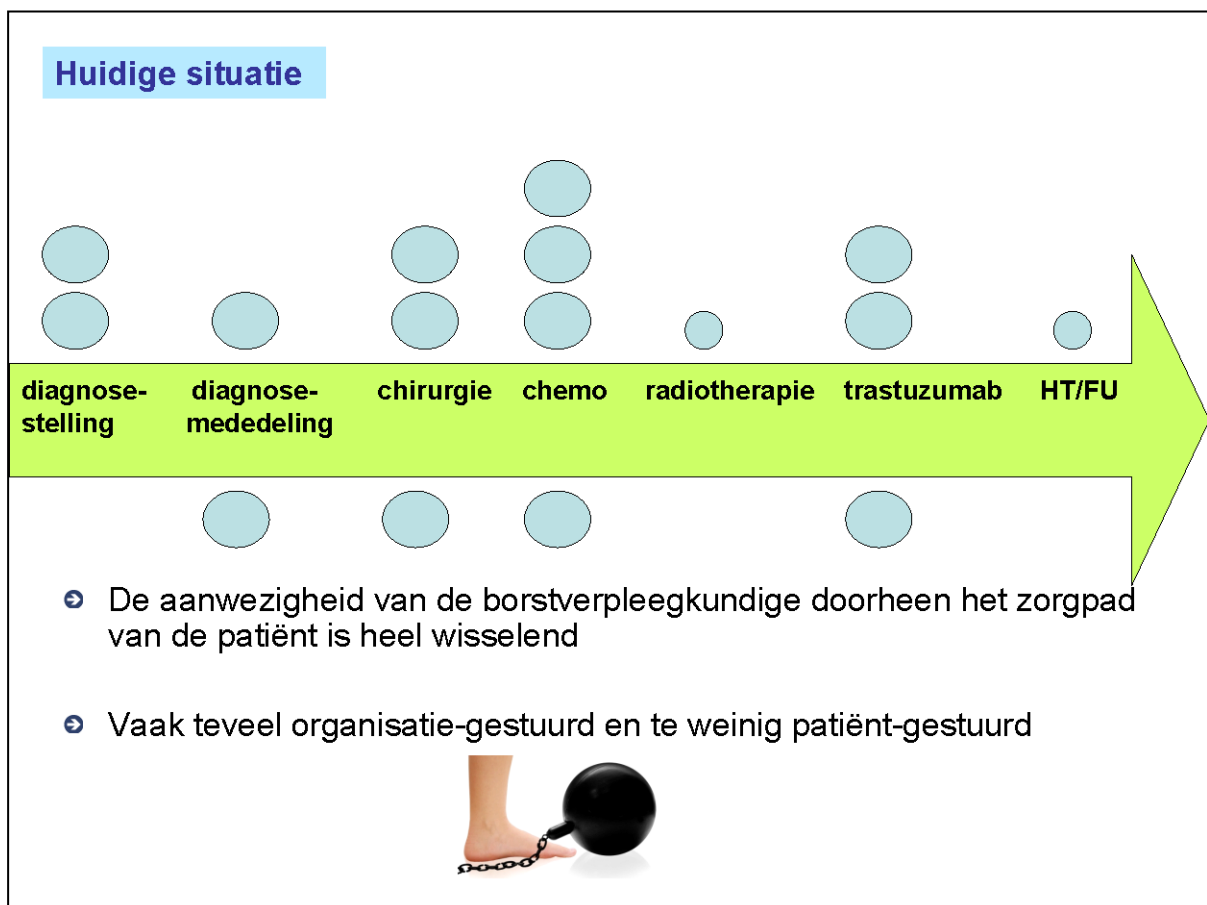 Huidige situatie
diagnose-
stelling
diagnose-
mededeling
chirurgie
chemo
radiotherapie
trastuzumab
HT/FU
De aanwezigheid van de borstverpleegkundige doorheen het zorgpad
van de patiënt is heel wisselend
Vaak teveel organisatie-gestuurd en te weinig patiënt-gestuurd